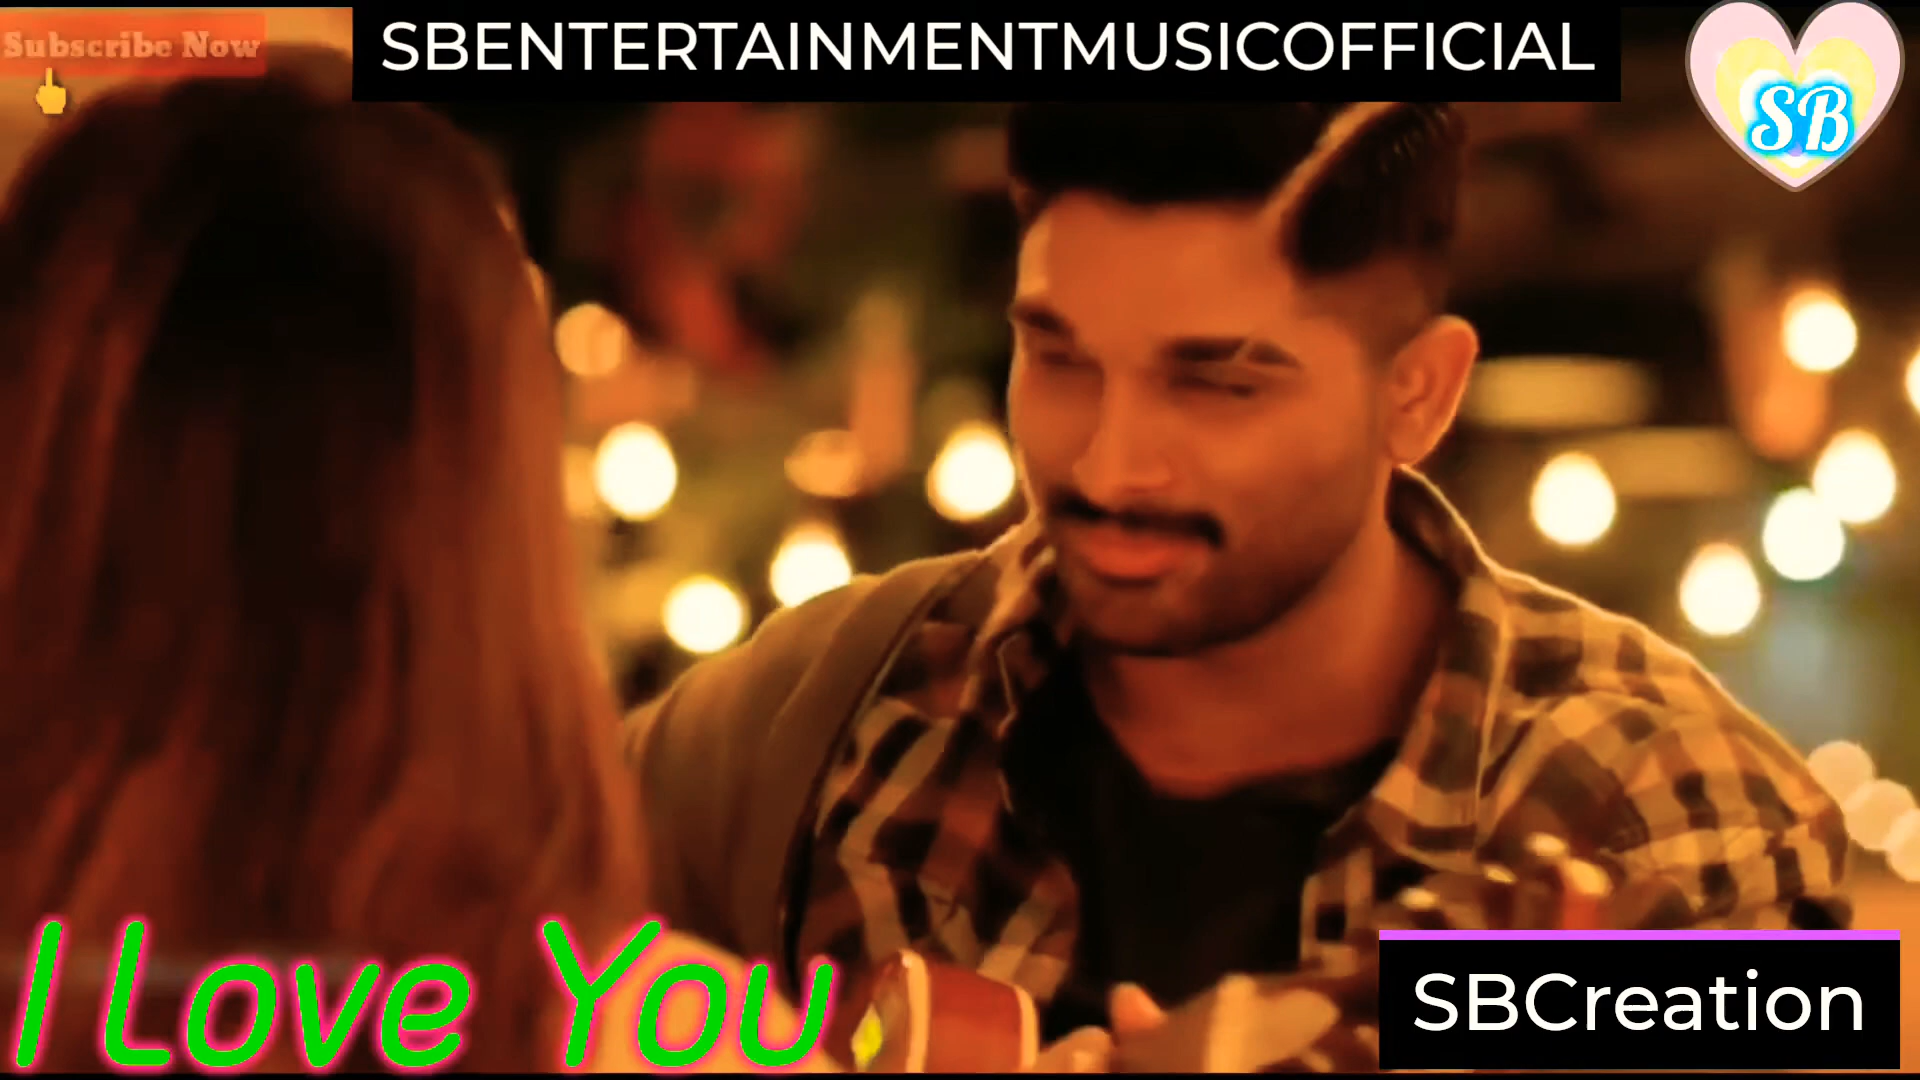 Subscribe Now
SBENTERTAINMENTMUSICOFFICIAL
SB
I Love You
SBCreation